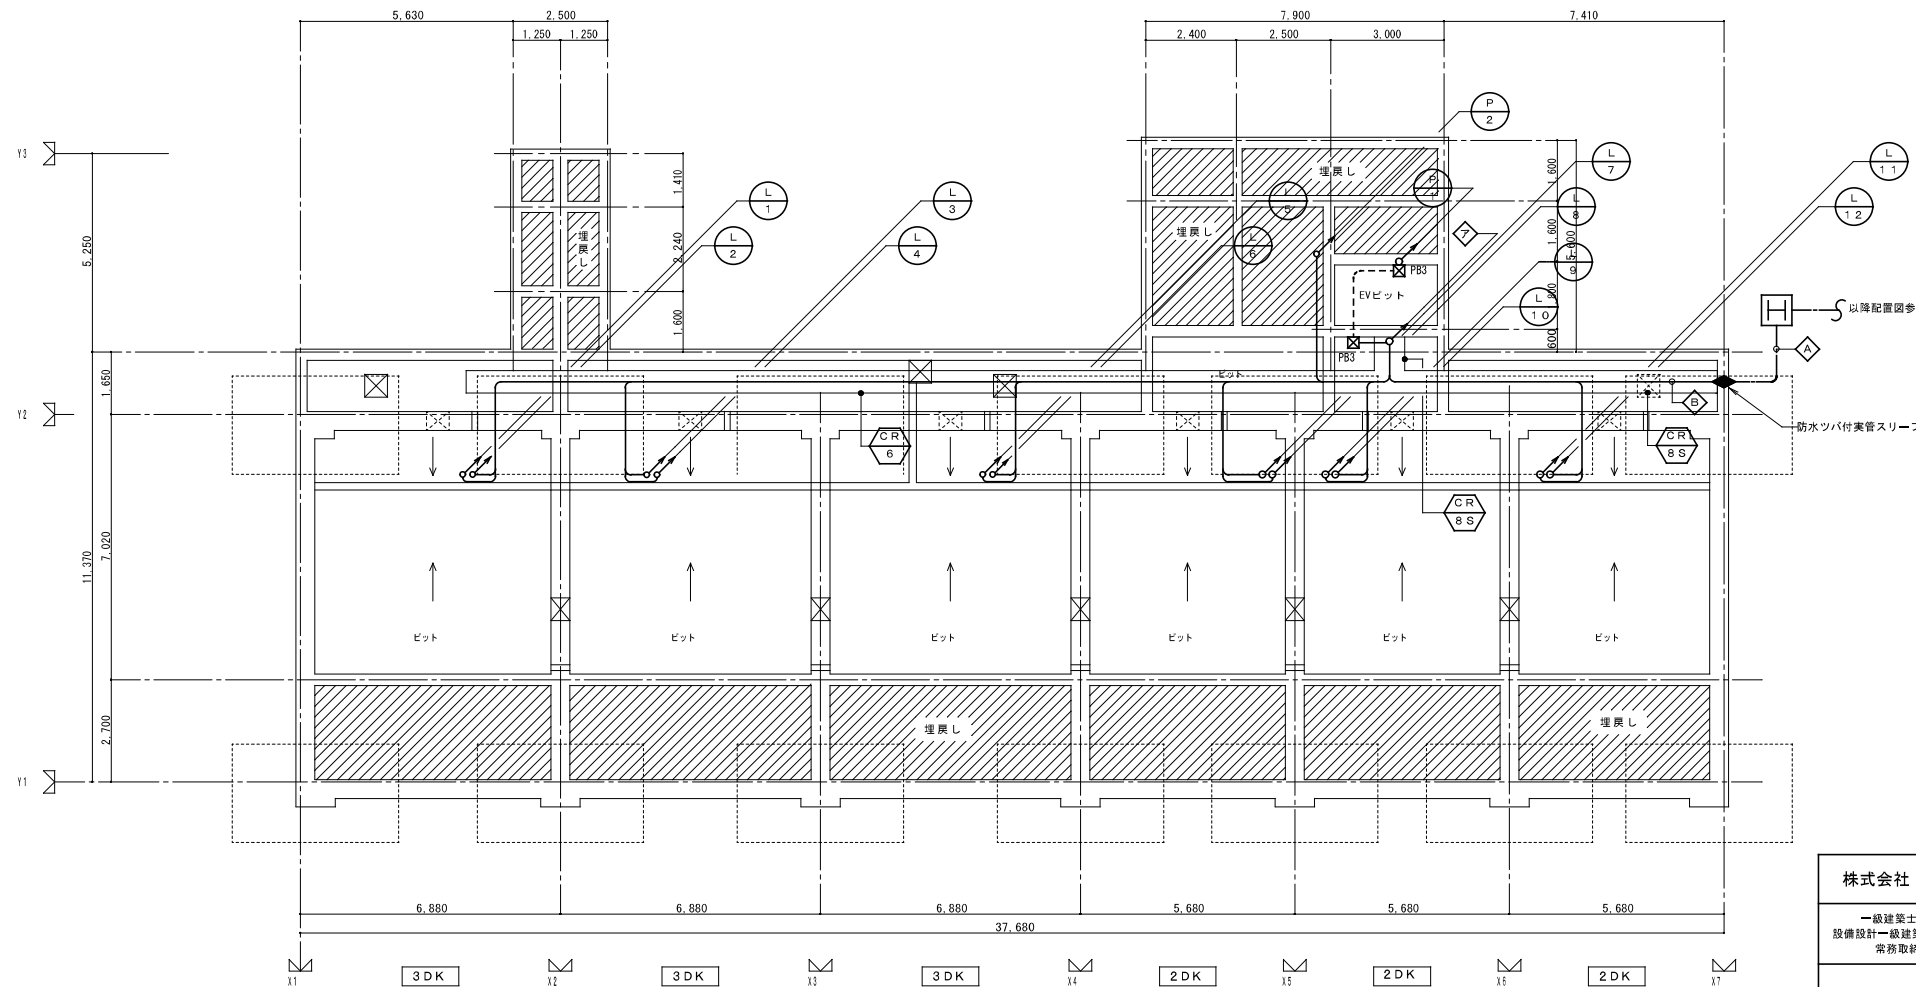 5,630
2,500
7,900
7,410
1,250
1,250
2,400
2,500
3,000
P
2
Y3
埋戻し
1,600
L
7
L
11
1,410
L
1
L
3
L
5
P
1
L
8
L
12
5,250
埋戻し
2,240
L
2
L
4
埋戻し
L
6
ア
1,600
5,600
9
PB3
EVピット
800
L
10
H
以降配置図参
1,600
PB3
600
A
1,650
ピット
B
Y2
防水ツバ付実管スリーブ
CR
6
CR
8S
CR
8S
11,370
7,020
ピット
ピット
ピット
ピット
ピット
ピット
2,700
埋戻し
埋戻し
Y1
株式会社
6,880
6,880
6,880
5,680
5,680
5,680
37,680
一級建築士
設備設計一級建築
常務取締
X1
3DK
X2
3DK
X3
3DK
X4
2DK
X5
2DK
X6
2DK
X7